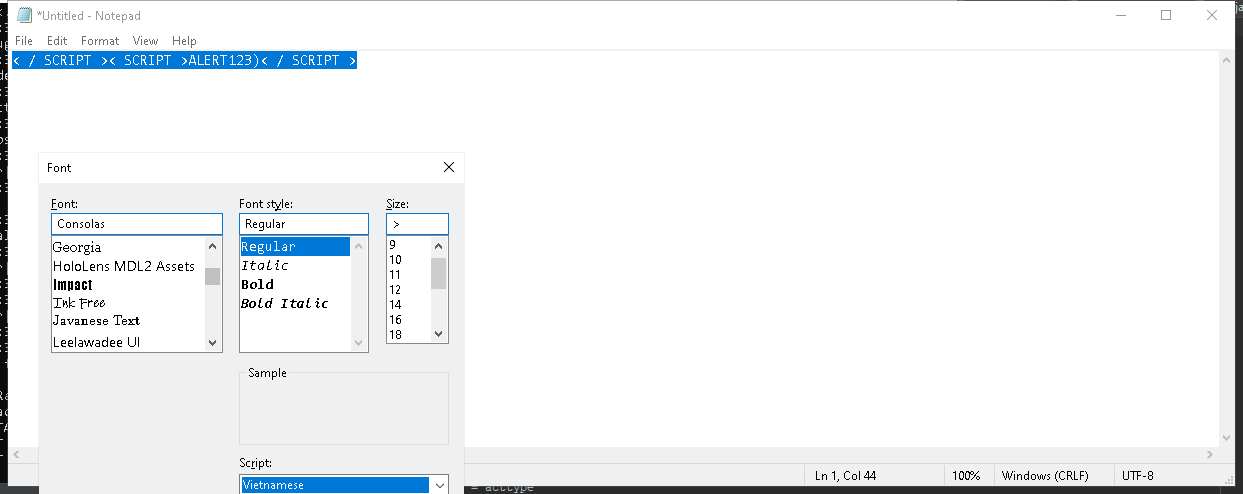 *Untitled - Notepad
File Edit Format View Help
< / SCRIPT >< SCRIPT >ALERT123)< / SCRIPT >
Font
Font: Font style: Size:
Consolas Regular >
Georgia Regular 9
HoloLens MDL2 Assets Italic 10
Impact Bold 11
Ink Free Bold Italic 12
Javanese Text 14
Leelawadee UI 16
18
Sample
Script:
Vietnamese
Ln 1, Col 44 100% Windows (CRLF) UTF-8
= acctype